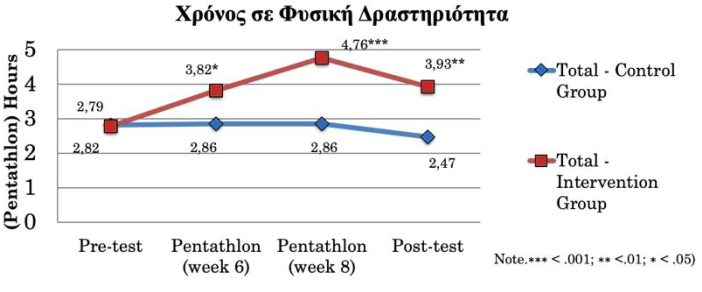 Χρόνος σε Φυσική Δραστηριότητα
(Pentathlon) Hours
5
4
3
2
1
0
2,79
3,82*
4,76***
3,93**
2,82
2,86
2,86
2,47
Pre-test
Pentathlon
(week 6)
Pentathlon
(week 8)
Post-test
Total - Control
Group
Total -
Intervention
Group
Note.*** < .001; ** <.01; * < .05)